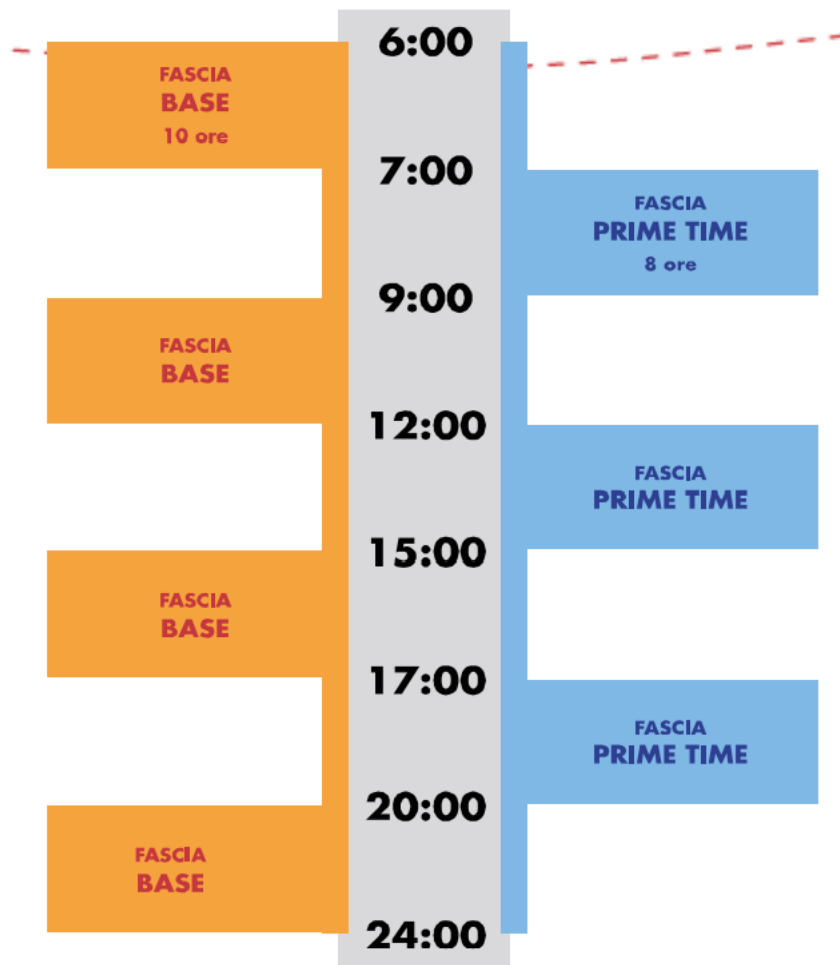 6:00
FASCIA
BASE
10 ore
7:00
FASCIA
PRIME TIME
8 ore
9:00
FASCIA
BASE
12:00
FASCIA
PRIME TIME
15:00
FASCIA
BASE
17:00
FASCIA
PRIME TIME
20:00
FASCIA
BASE
24:00